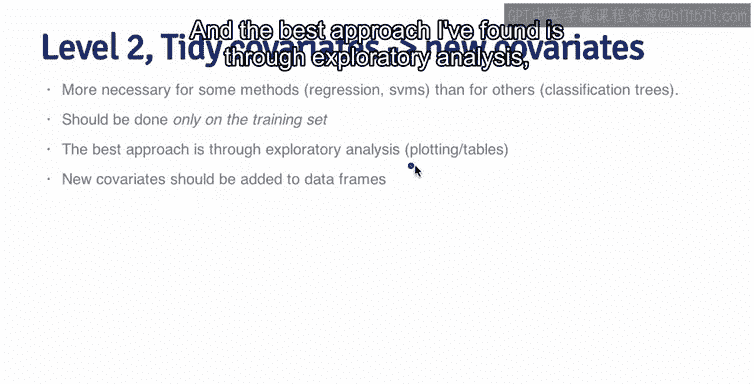 And the best approach I've found is
through exploratory analysis,
Level 2, Tidy covariates -> new covariates
· More necessary for some methods (regression, svms) than for others (classification trees).
· Should be done only on the training set
· The best approach is through exploratory analysis (plotting/tables)
· New covariates should be added to data frames